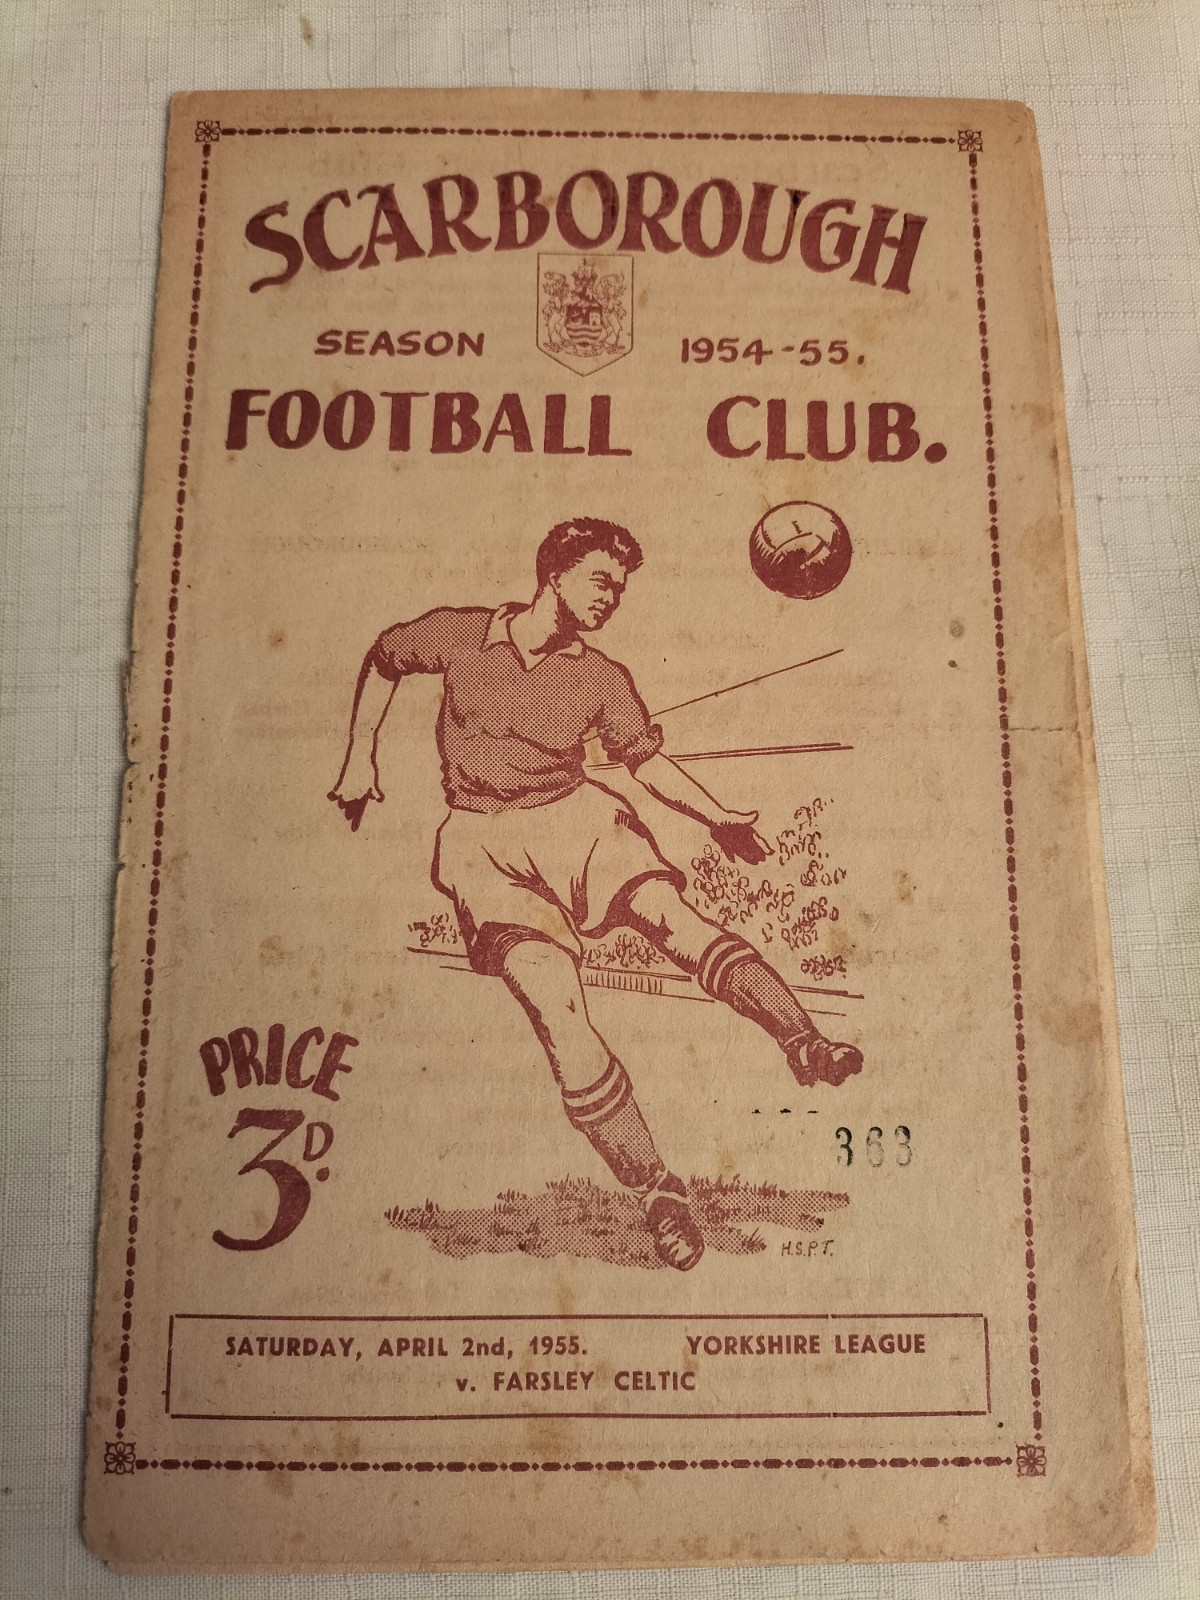 SCARBOROUGH
SEASON 1954-55.
FOOTBALL CLUB.
PRICE
3D.
363
H.S.P.T.
SATURDAY, APRIL 2nd, 1955. YORKSHIRE LEAGUE
v. FARSLEY CELTIC